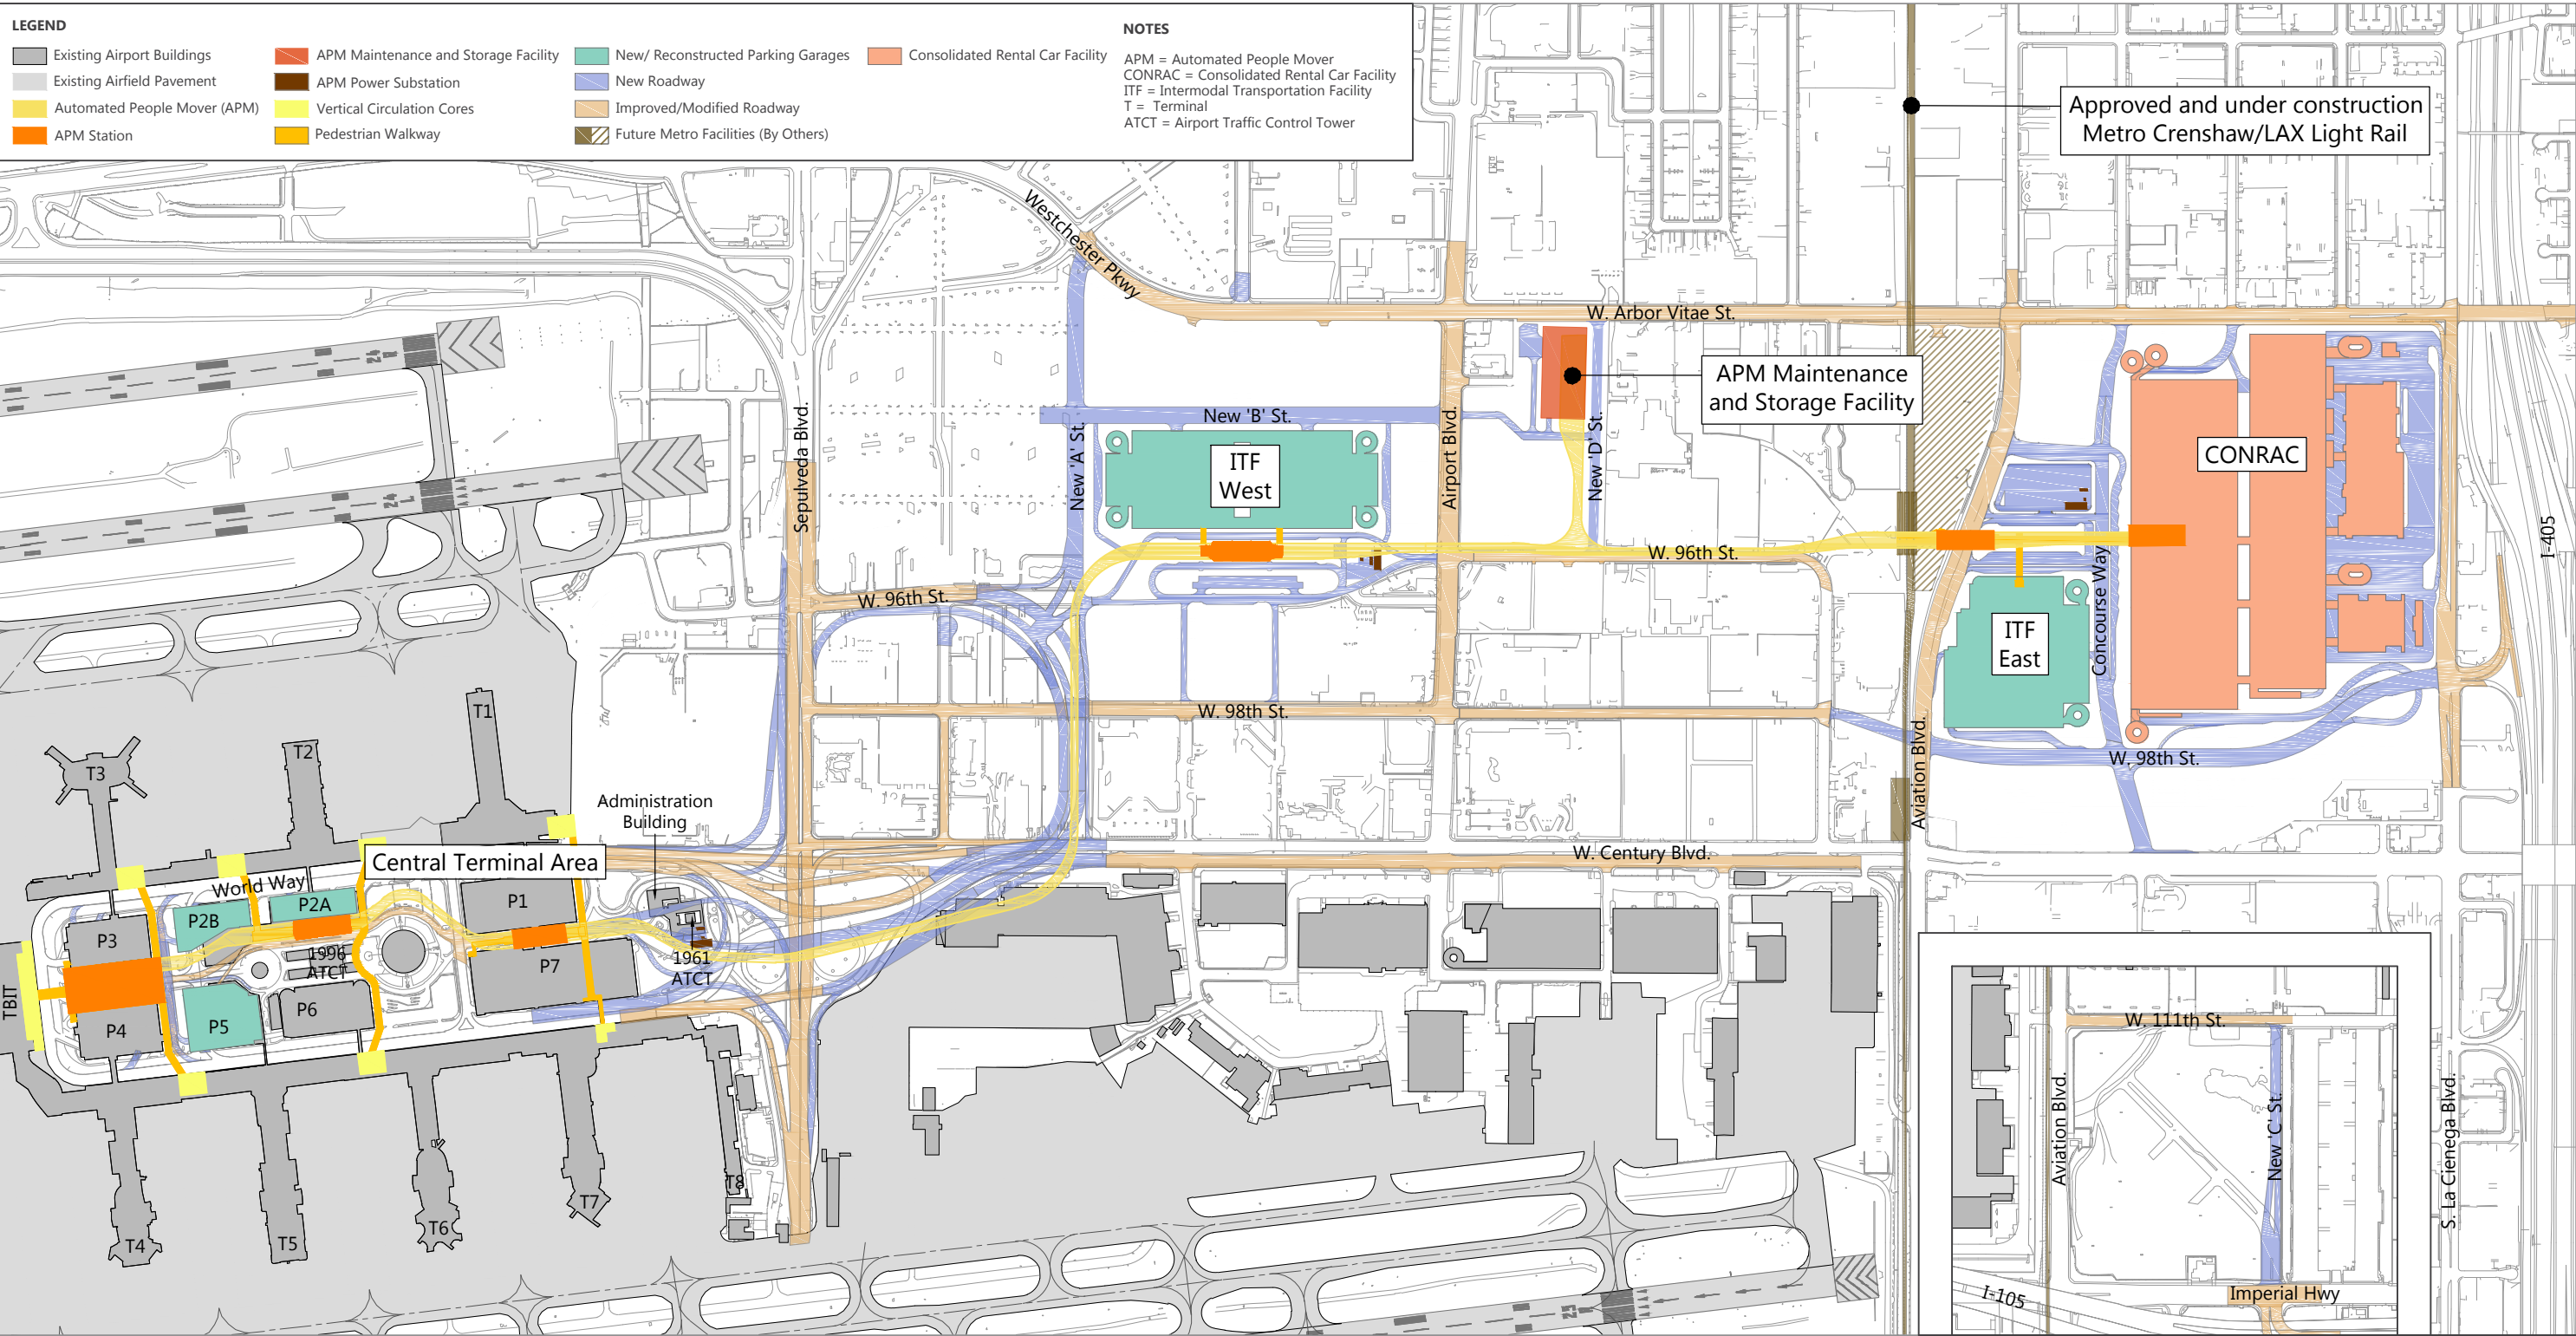 LEGEND
Existing Airport Buildings
Existing Airfield Pavement
Automated People Mover (APM)
APM Station
APM Maintenance and Storage Facility
APM Power Substation
Vertical Circulation Cores
Pedestrian Walkway
New/ Reconstructed Parking Garages
New Roadway
Improved/Modified Roadway
Future Metro Facilities (By Others)
Consolidated Rental Car Facility
NOTES
APM = Automated People Mover
CONRAC = Consolidated Rental Car Facility
ITF = Intermodal Transportation Facility
T = Terminal
ATCT = Airport Traffic Control Tower
Approved and under construction
Metro Crenshaw/LAX Light Rail
Westchester Pkwy
W. Arbor Vitae St.
APM Maintenance
and Storage Facility
New 'B' St.
New 'A' St.
New 'D' St.
Sepulveda Blvd.
Airport Blvd.
ITF
West
CONRAC
I-405
W. 96th St.
W. 96th St.
Concourse Way
ITF
East
W. 98th St.
W. 98th St.
Aviation Blvd.
W. Century Blvd.
Administration
Building
Central Terminal Area
World Way
T1
T2
T3
P1
P2A
P2B
P3
P7
1996
ATCT
1961
ATCT
TBIT
P4
P5
P6
T4
T5
T6
T7
T8
24
R
24
L
25
W. 111th St.
Aviation Blvd.
New 'C' St.
S. La Cienega Blvd.
I-105
Imperial Hwy